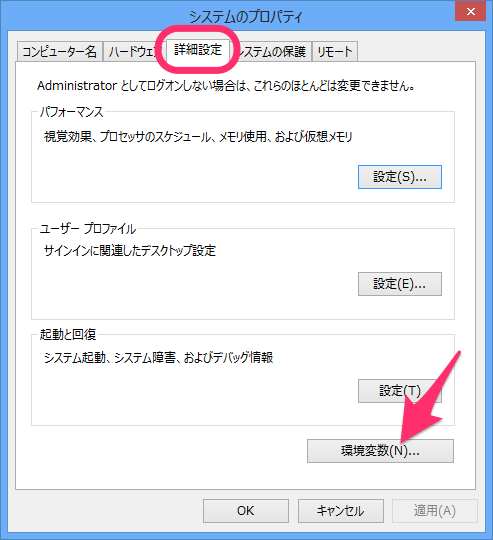 システムのプロパティ
コンピューター名 ハードウェア 詳細設定 システムの保護 リモート
Administrator としてログオンしない場合は、これらのほとんどは変更できません。
パフォーマンス
視覚効果、プロセッサのスケジュール、メモリ使用、および仮想メモリ
設定(S)...
ユーザー プロファイル
サインインに関連したデスクトップ設定
設定(E)...
起動と回復
システム起動、システム障害、およびデバッグ情報
設定(T)
環境変数(N)...
OK キャンセル 適用(A)